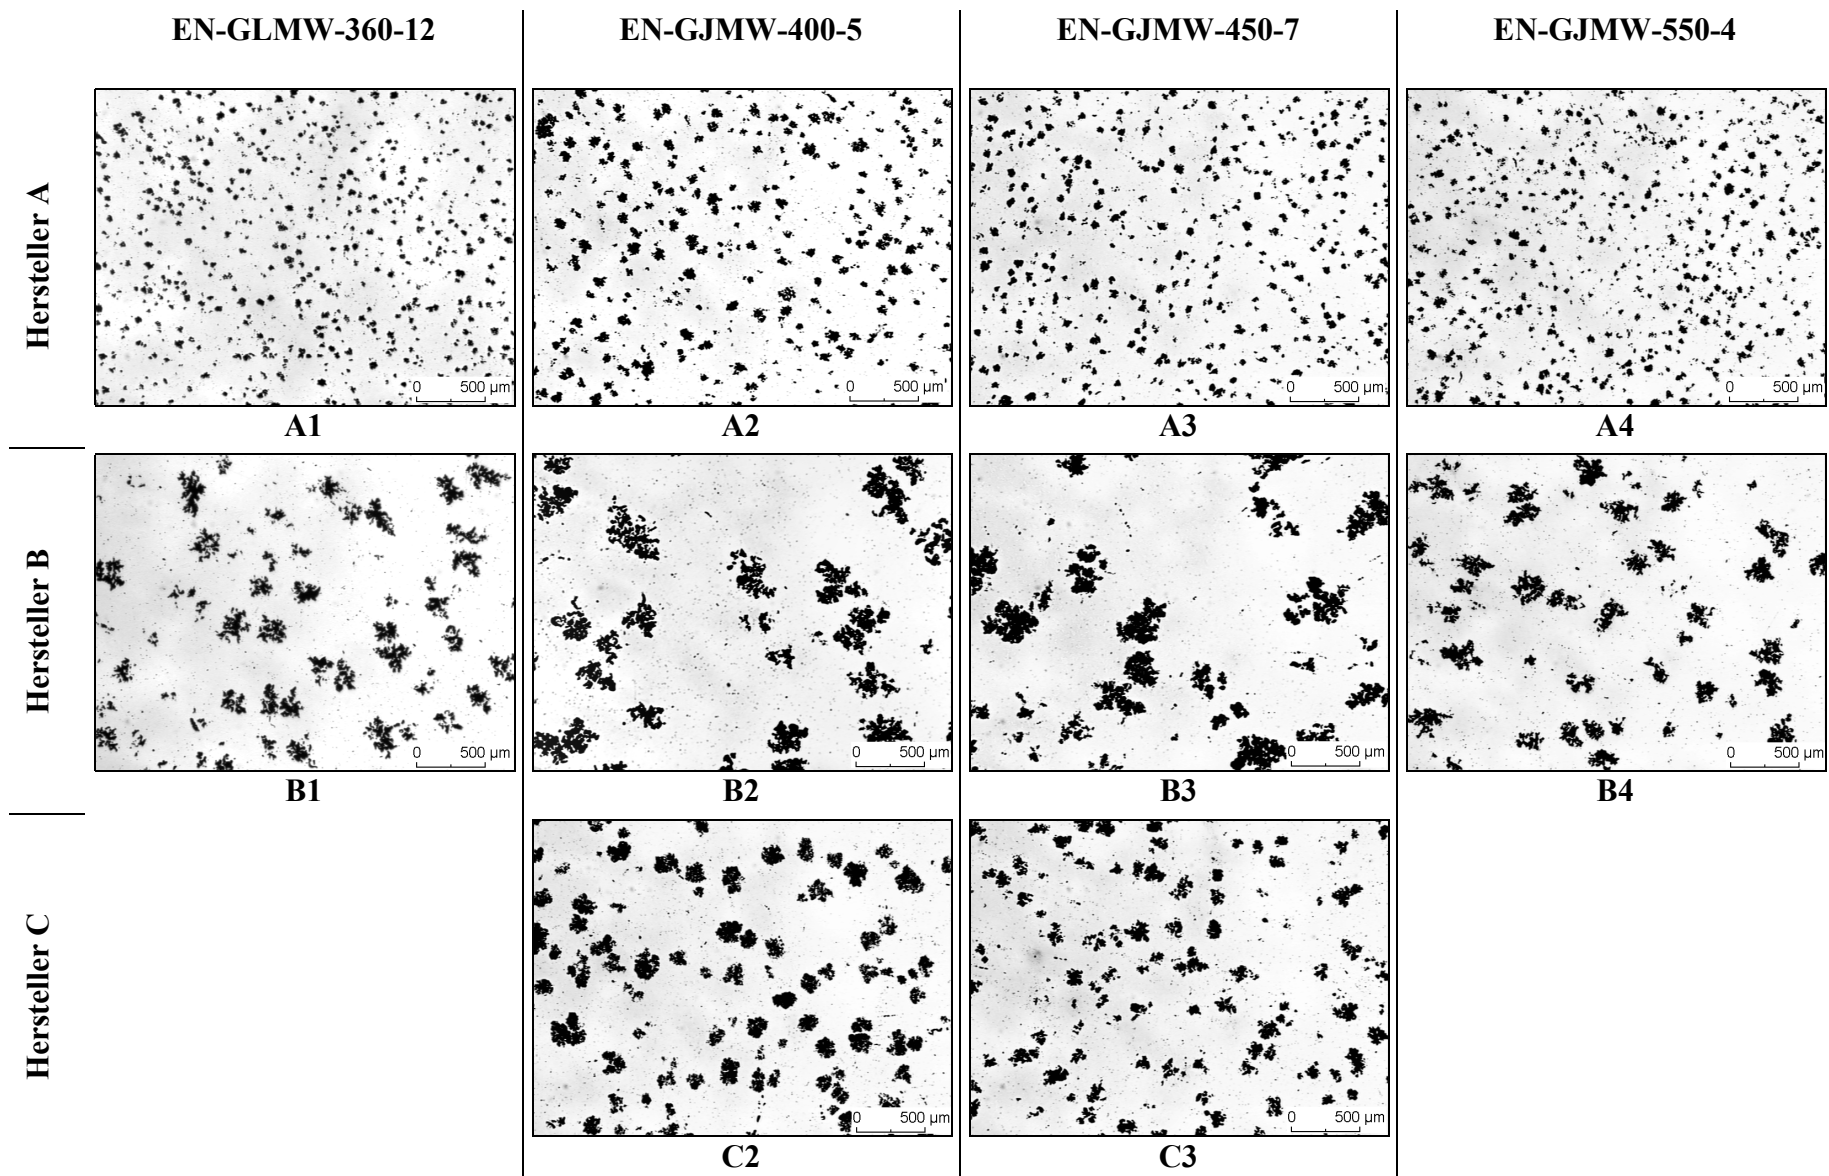 EN-GLMW-360-12 EN-GJMW-400-5 EN-GJMW-450-7 EN-GJMW-550-4
Hersteller A
0 500 µm
0 500 µm
0 500 µm
0 500 µm
A1 A2 A3 A4
Hersteller B
0 500 µm
0 500 µm
0 500 µm
0 500 µm
B1 B2 B3 B4
Hersteller C
0 500 µm
0 500 µm
C2 C3